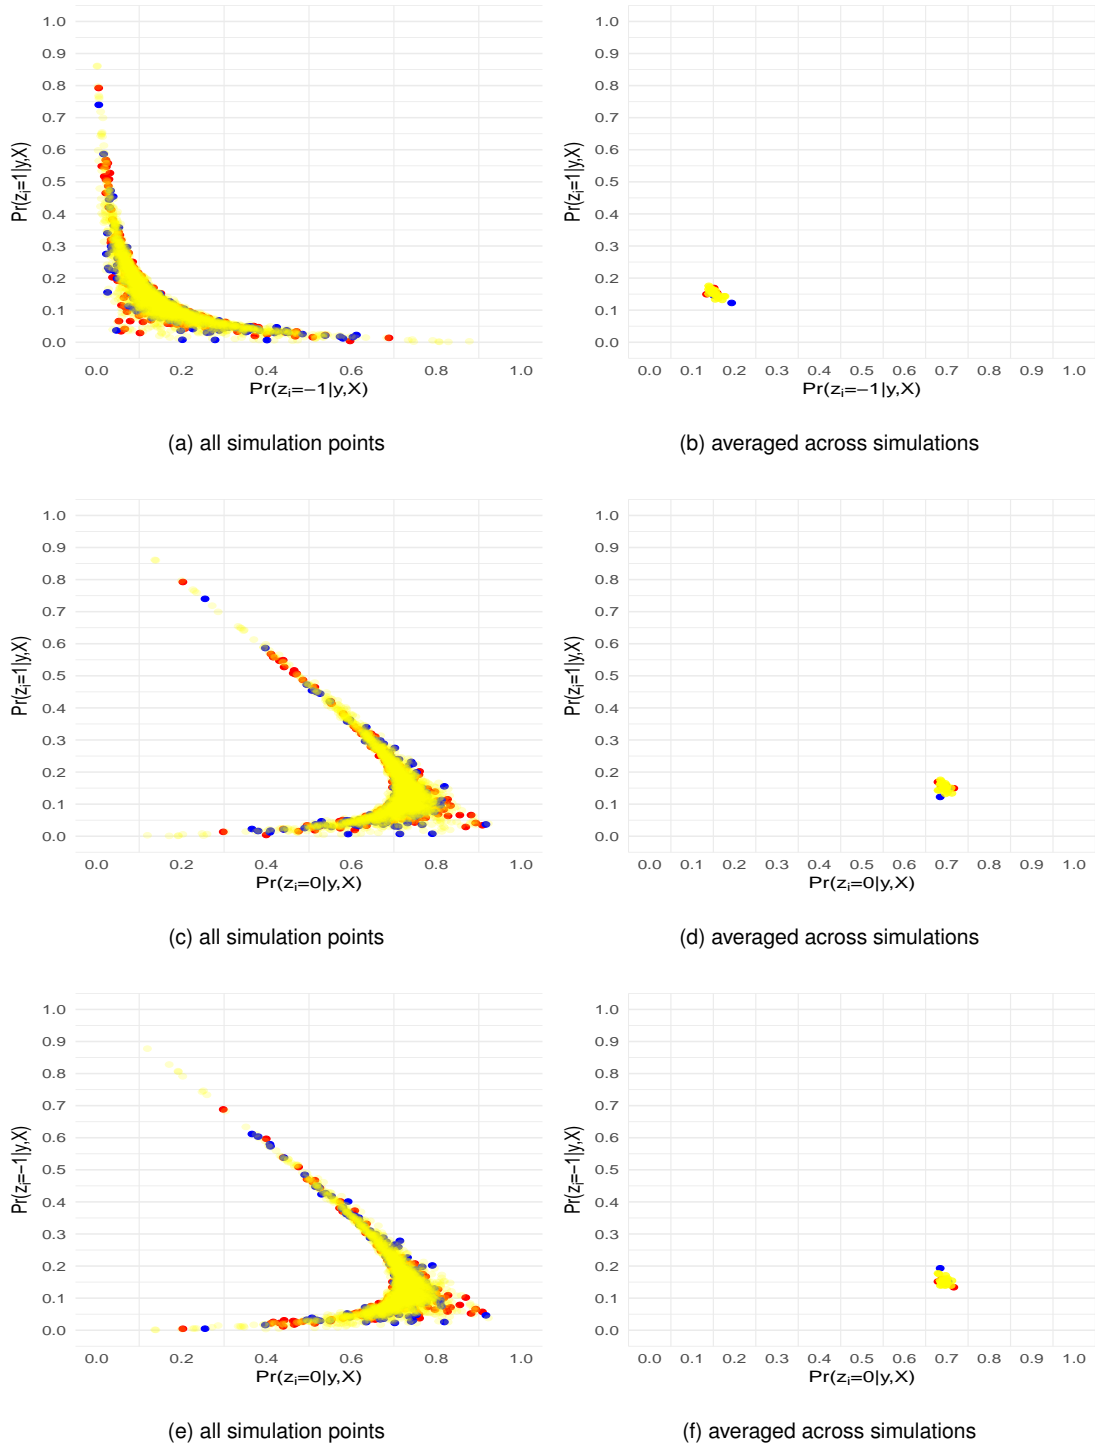 1.0
0.9
0.8
0.7
0.6
0.5
0.4
0.3
0.2
0.1
0.0
Pr(zᵢ=1|y,X)
0.0 0.2 0.4 0.6 0.8 1.0
Pr(zᵢ=−1|y,X)
(a) all simulation points
1.0
0.9
0.8
0.7
0.6
0.5
0.4
0.3
0.2
0.1
0.0
Pr(zᵢ=1|y,X)
0.0 0.1 0.2 0.3 0.4 0.5 0.6 0.7 0.8 0.9 1.0
Pr(zᵢ=−1|y,X)
(b) averaged across simulations
1.0
0.9
0.8
0.7
0.6
0.5
0.4
0.3
0.2
0.1
0.0
Pr(zᵢ=1|y,X)
0.0 0.2 0.4 0.6 0.8 1.0
Pr(zᵢ=0|y,X)
(c) all simulation points
1.0
0.9
0.8
0.7
0.6
0.5
0.4
0.3
0.2
0.1
0.0
Pr(zᵢ=1|y,X)
0.0 0.1 0.2 0.3 0.4 0.5 0.6 0.7 0.8 0.9 1.0
Pr(zᵢ=0|y,X)
(d) averaged across simulations
1.0
0.9
0.8
0.7
0.6
0.5
0.4
0.3
0.2
0.1
0.0
Pr(zᵢ=−1|y,X)
0.0 0.2 0.4 0.6 0.8 1.0
Pr(zᵢ=0|y,X)
(e) all simulation points
1.0
0.9
0.8
0.7
0.6
0.5
0.4
0.3
0.2
0.1
0.0
Pr(zᵢ=−1|y,X)
0.0 0.1 0.2 0.3 0.4 0.5 0.6 0.7 0.8 0.9 1.0
Pr(zᵢ=0|y,X)
(f) averaged across simulations